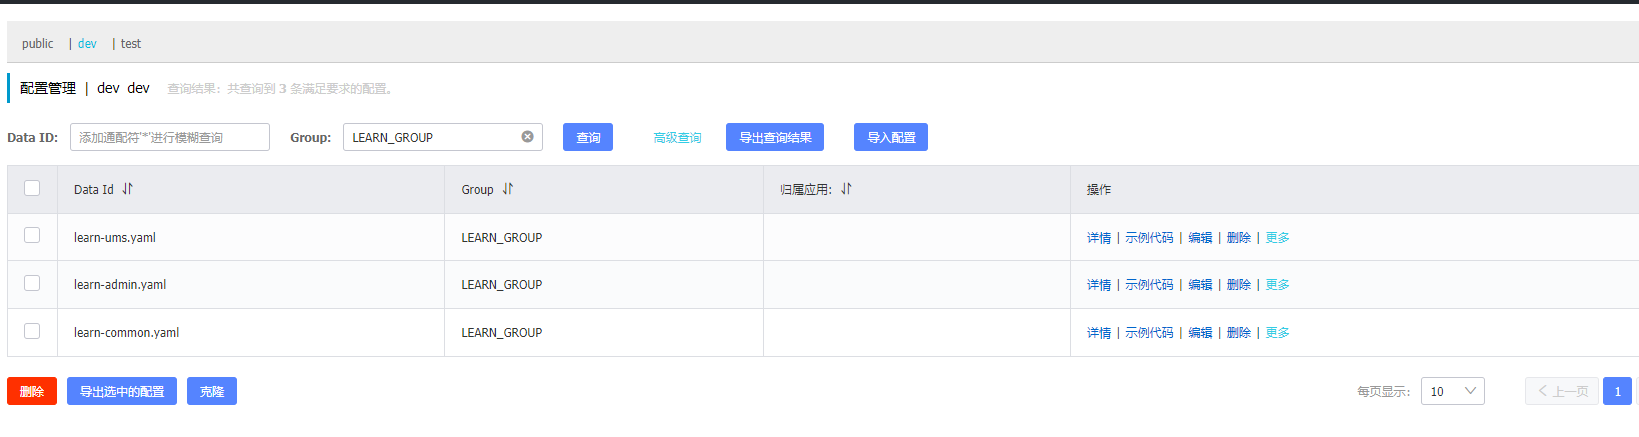 public | dev | test
配置管理 | dev dev 查询结果：共查询到 3 条满足要求的配置。
Data ID: 添加通配符'*'进行模糊查询 Group: LEARN_GROUP 查询 高级查询 导出查询结果 导入配置
Data Id Group 归属应用: 操作
learn-ums.yaml LEARN_GROUP 详情 | 示例代码 | 编辑 | 删除 | 更多
learn-admin.yaml LEARN_GROUP 详情 | 示例代码 | 编辑 | 删除 | 更多
learn-common.yaml LEARN_GROUP 详情 | 示例代码 | 编辑 | 删除 | 更多
删除 导出选中的配置 克隆 每页显示: 10 上一页 1